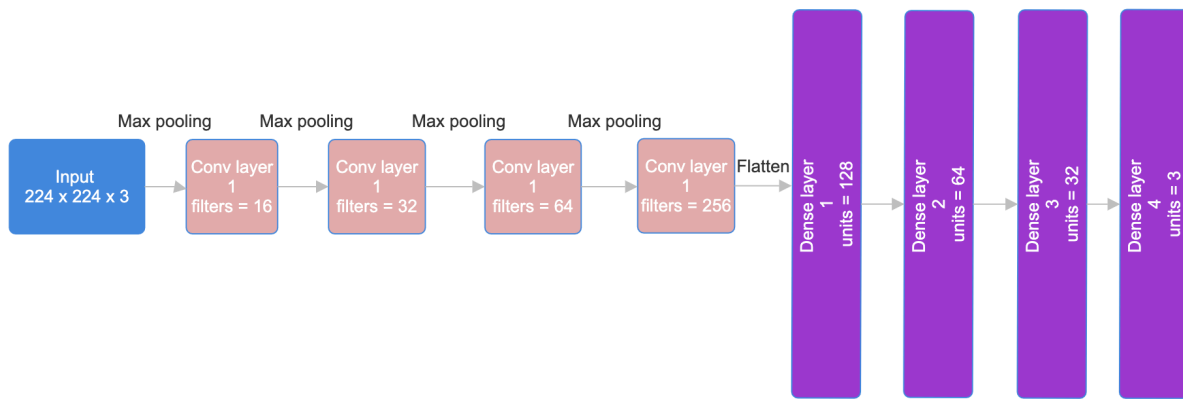 Max pooling
Max pooling
Max pooling
Max pooling
Input
224 x 224 x 3
Conv layer
1
filters = 16
Conv layer
1
filters = 32
Conv layer
1
filters = 64
Conv layer
1
filters = 256
Flatten
Dense layer
1
units = 128
Dense layer
2
units = 64
Dense layer
3
units = 32
Dense layer
4
units = 3